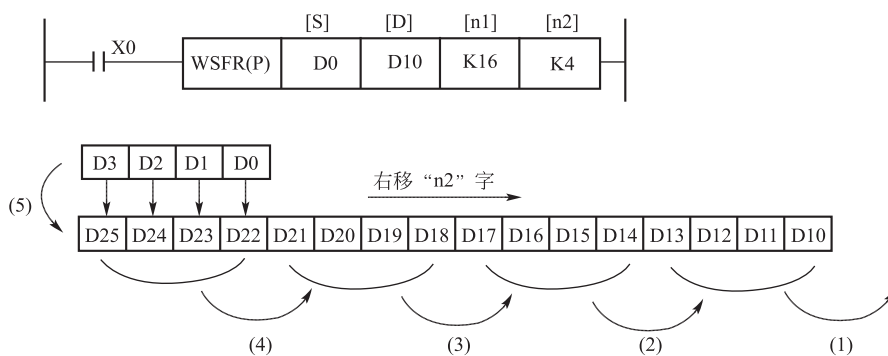 [S] [D] [n1] [n2]
X0
WSFR(P) D0 D10 K16 K4
D3 D2 D1 D0
右移“n2”字
(5)
D25 D24 D23 D22 D21 D20 D19 D18 D17 D16 D15 D14 D13 D12 D11 D10
(4) (3) (2) (1)